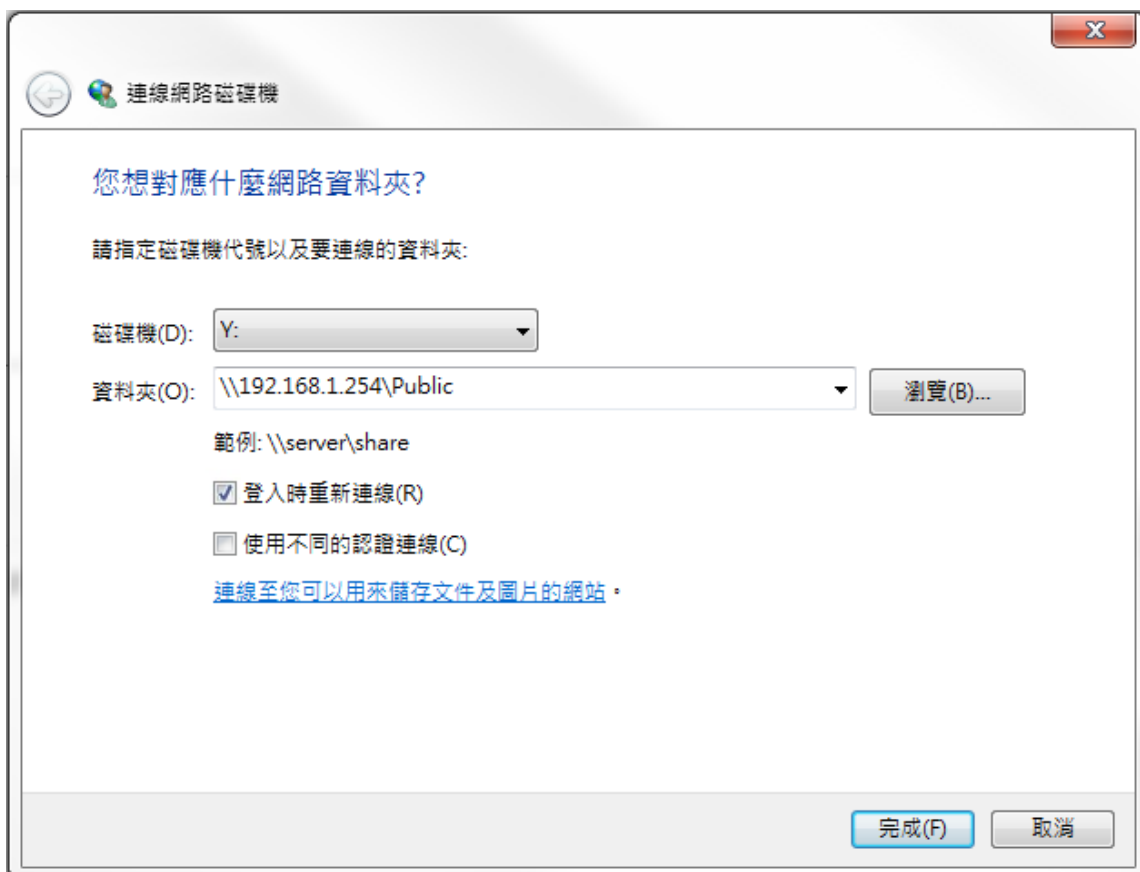 連線網路磁碟機
您想對應什麼網路資料夾?
請指定磁碟機代號以及要連線的資料夾:
磁碟機(D): Y:
資料夾(O): \\192.168.1.254\Public 瀏覽(B)...
範例: \\server\share
登入時重新連線(R)
使用不同的認證連線(C)
連線至您可以用來儲存文件及圖片的網站。
完成(F) 取消